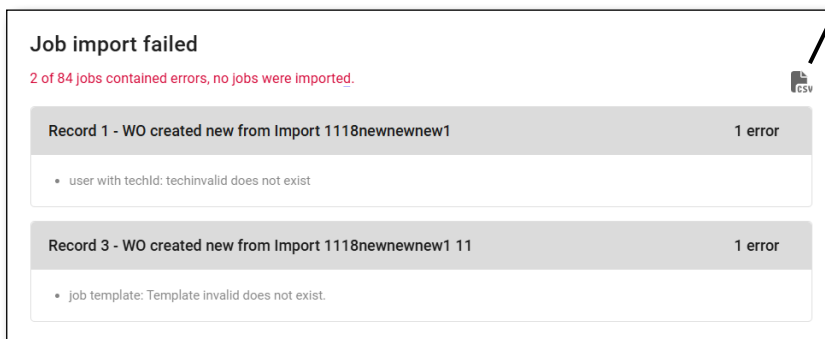 Job import failed
2 of 84 jobs contained errors, no jobs were imported.
CSV
Record 1 - WO created new from Import 1118newnewnew1 1 error
user with techId: techinvalid does not exist
Record 3 - WO created new from Import 1118newnewnew1 11 1 error
job template: Template invalid does not exist.